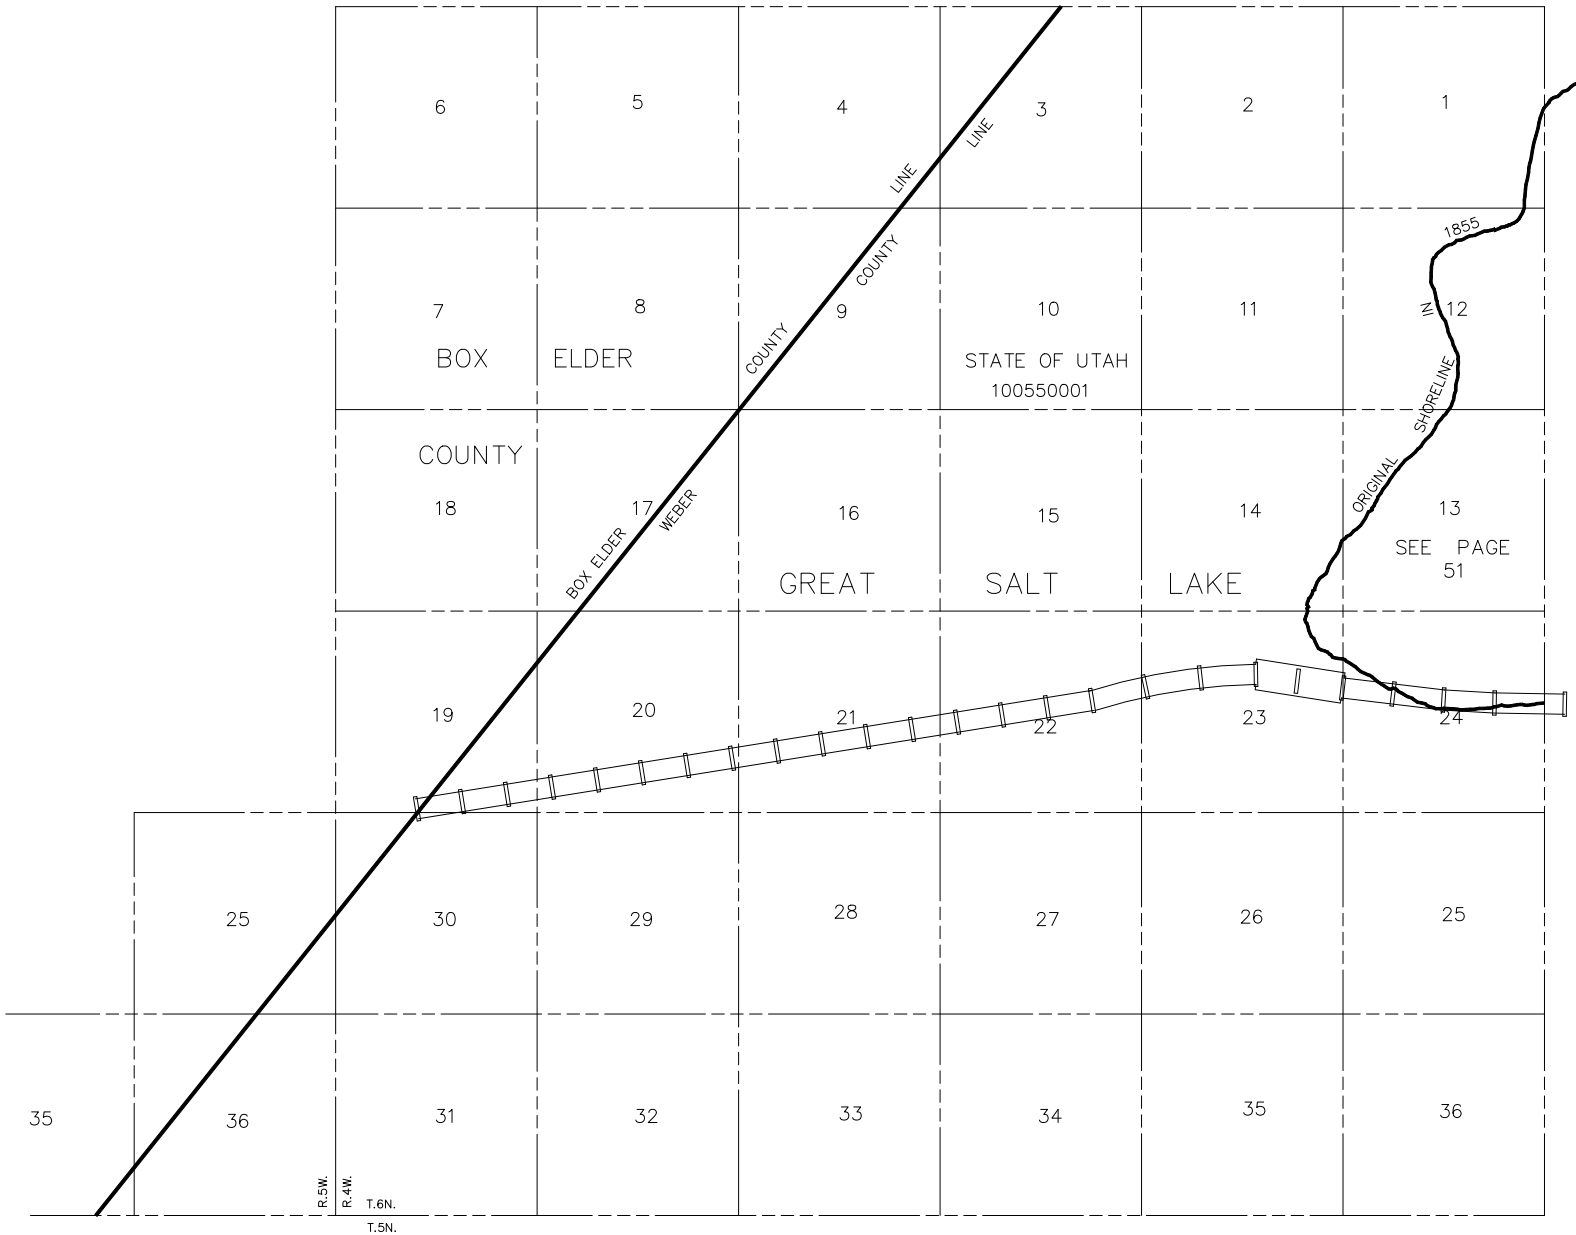 6 5 4 3 2 1
COUNTY LINE
COUNTY LINE
1855
7 8 9 10 11 IN 12
BOX ELDER
STATE OF UTAH
100550001
SHORELINE
COUNTY
ORIGINAL
18 17 16 15 14 13
BOX ELDER
WEBER
SEE PAGE
51
GREAT SALT LAKE
19 20 21 22 23 24
25 30 29 28 27 26 25
35 36 31 32 33 34 35 36
R.5W.
R.4W.
T.6N.
T.5N.